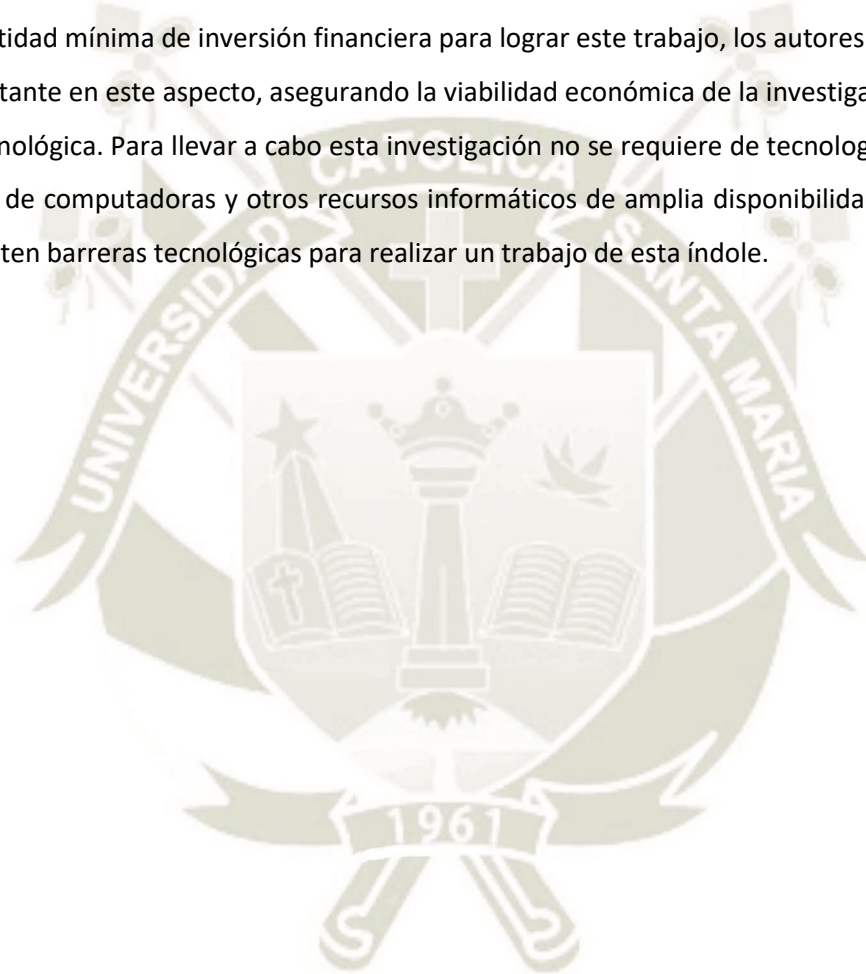 tidad mínima de inversión financiera para lograr este trabajo, los autores
tante en este aspecto, asegurando la viabilidad económica de la investiga
nológica. Para llevar a cabo esta investigación no se requiere de tecnolog
de computadoras y otros recursos informáticos de amplia disponibilida
ten barreras tecnológicas para realizar un trabajo de esta índole.
UNIVERSIDAD CATOLICA SANTA MARIA
1961